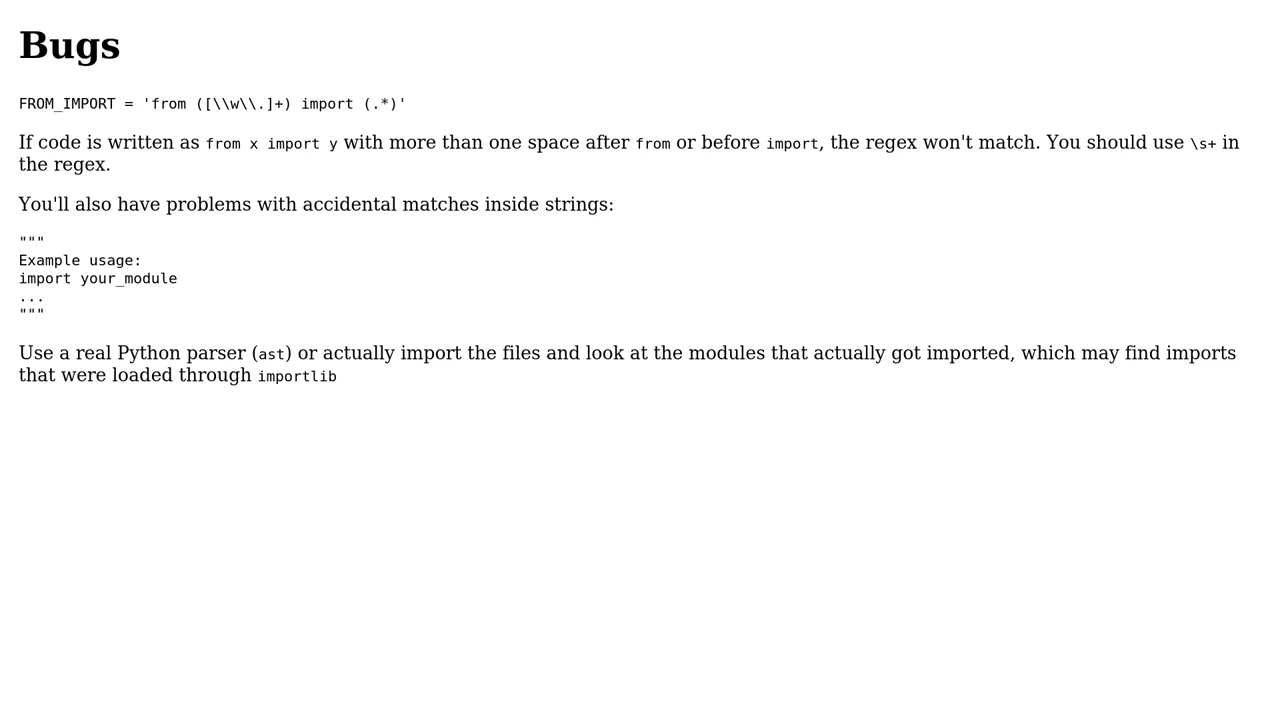 Bugs
FROM_IMPORT = 'from ([\\w\\.]+) import (.*)'
If code is written as from x import y with more than one space after from or before import, the regex won't match. You should use \s+ in
the regex.
You'll also have problems with accidental matches inside strings:
"""
Example usage:
import your_module
...
"""
Use a real Python parser (ast) or actually import the files and look at the modules that actually got imported, which may find imports
that were loaded through importlib